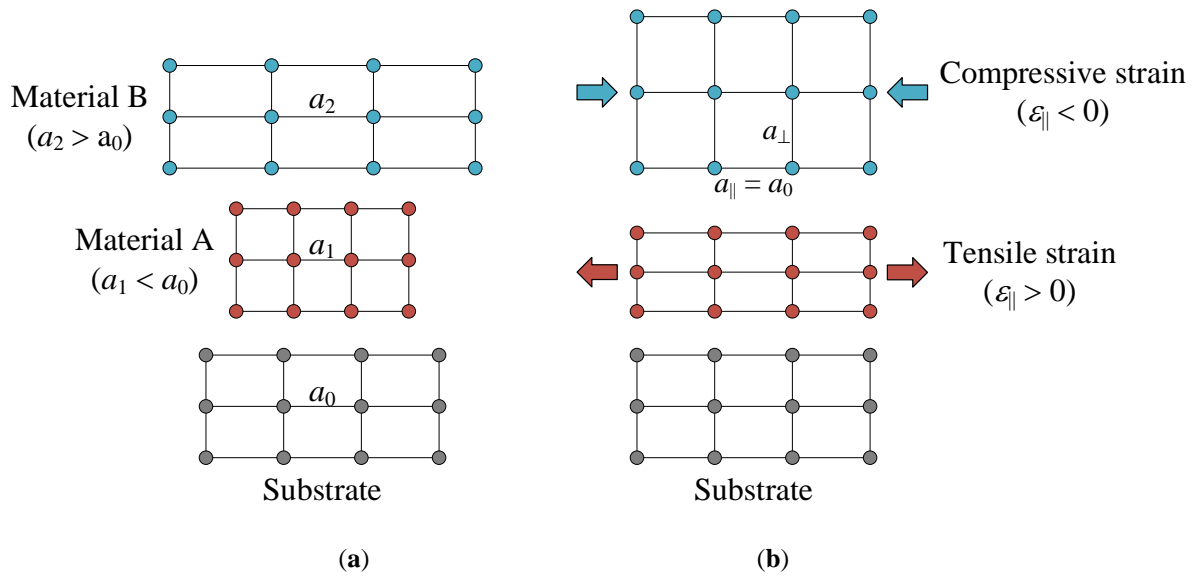 Material B
(a₂ > a₀)
a₂
Material A
(a₁ < a₀)
a₁
a₀
Substrate
(a)
Compressive strain
(ε|| < 0)
a⊥
a|| = a₀
Tensile strain
(ε|| > 0)
Substrate
(b)